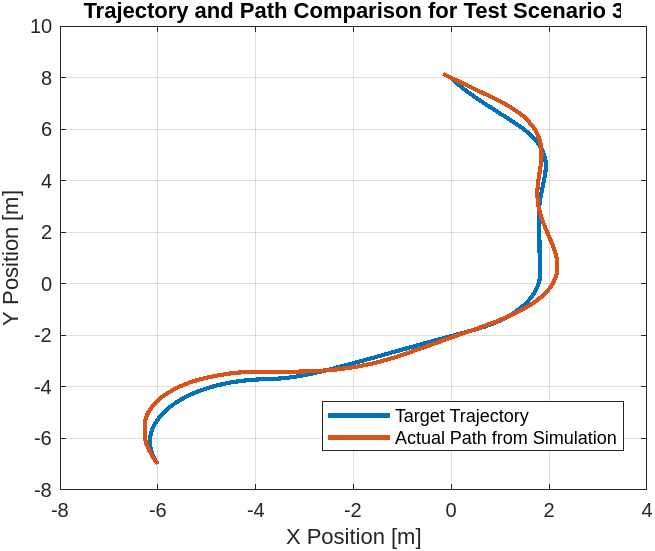 Trajectory and Path Comparison for Test Scenario 3
10
8
6
4
2
0
-2
-4
-6
-8
Y Position [m]
Target Trajectory
Actual Path from Simulation
-8 -6 -4 -2 0 2 4
X Position [m]